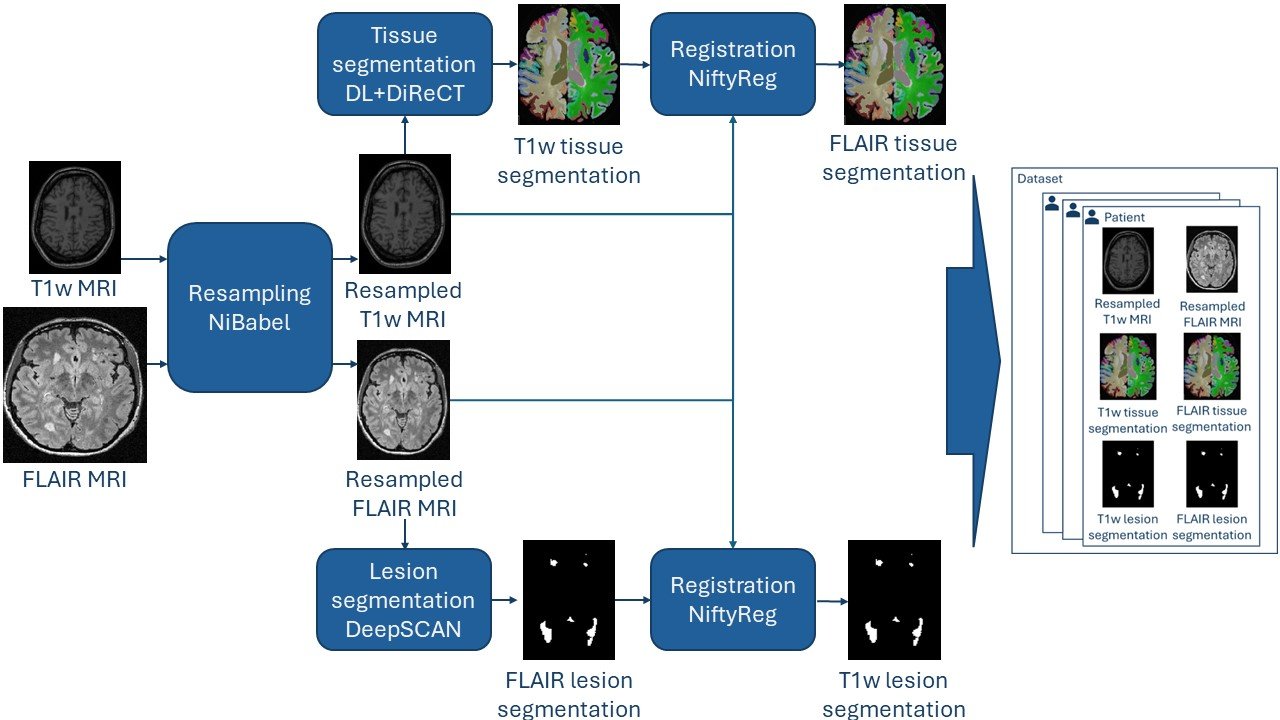 Tissue
segmentation
DL+DiReCT
T1w tissue
segmentation
Registration
NiftyReg
FLAIR tissue
segmentation
T1w MRI
FLAIR MRI
Resampling
NiBabel
Resampled
T1w MRI
Resampled
FLAIR MRI
Lesion
segmentation
DeepSCAN
FLAIR lesion
segmentation
Registration
NiftyReg
T1w lesion
segmentation
Dataset
Patient
Resampled
T1w MRI
Resampled
FLAIR MRI
T1w tissue
segmentation
FLAIR tissue
segmentation
T1w lesion
segmentation
FLAIR lesion
segmentation